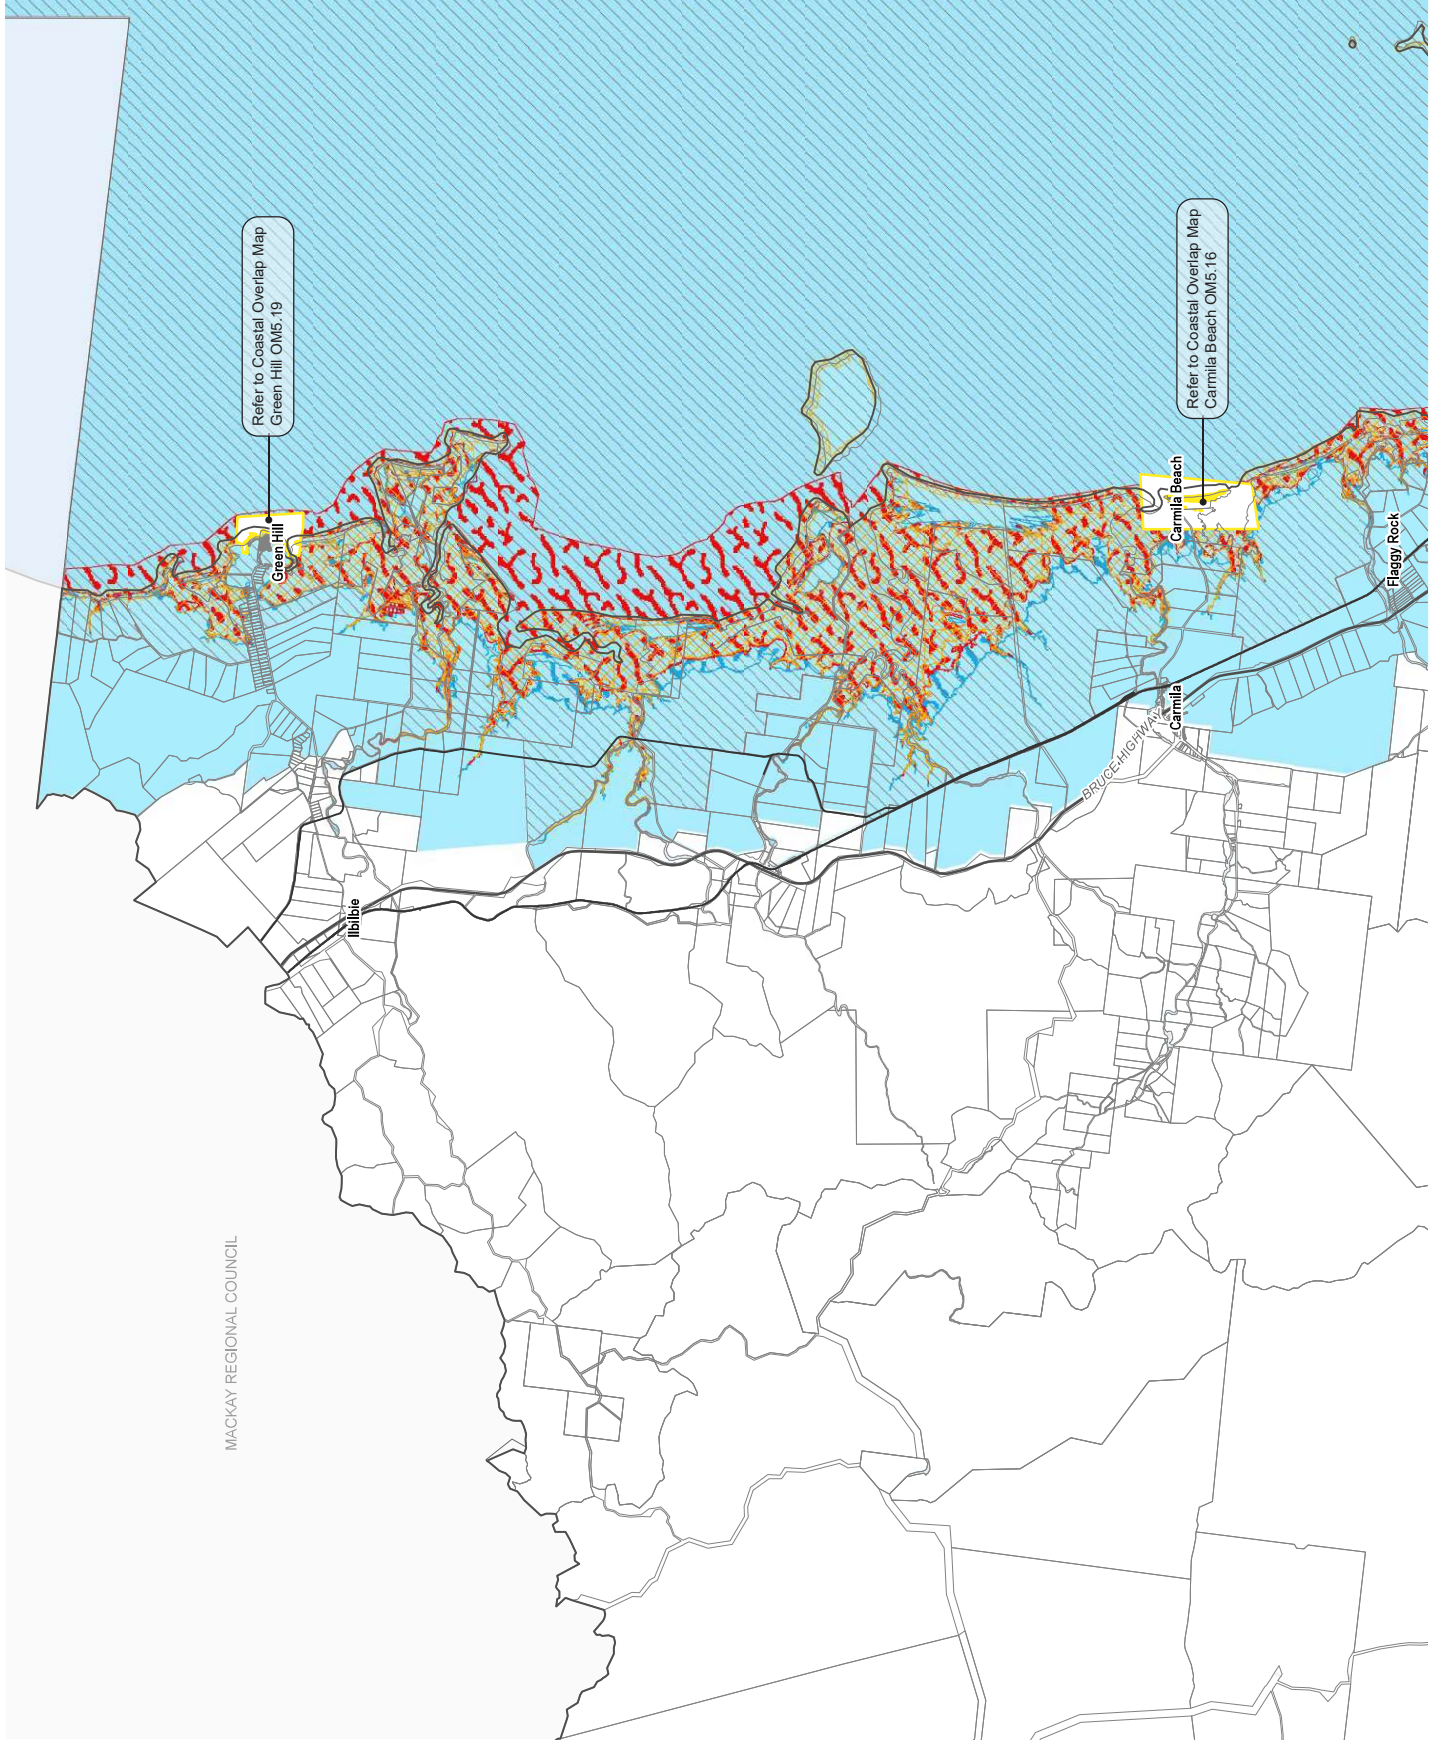 MACKAY REGIONAL COUNCIL
Refer to Coastal Overlap Map
Green Hill OM5.19
Green Hill
Ilbilbie
Refer to Coastal Overlap Map
Carmila Beach OM5.16
Carmila Beach
Carmila
BRUCE HIGHWAY
Flaggy Rock